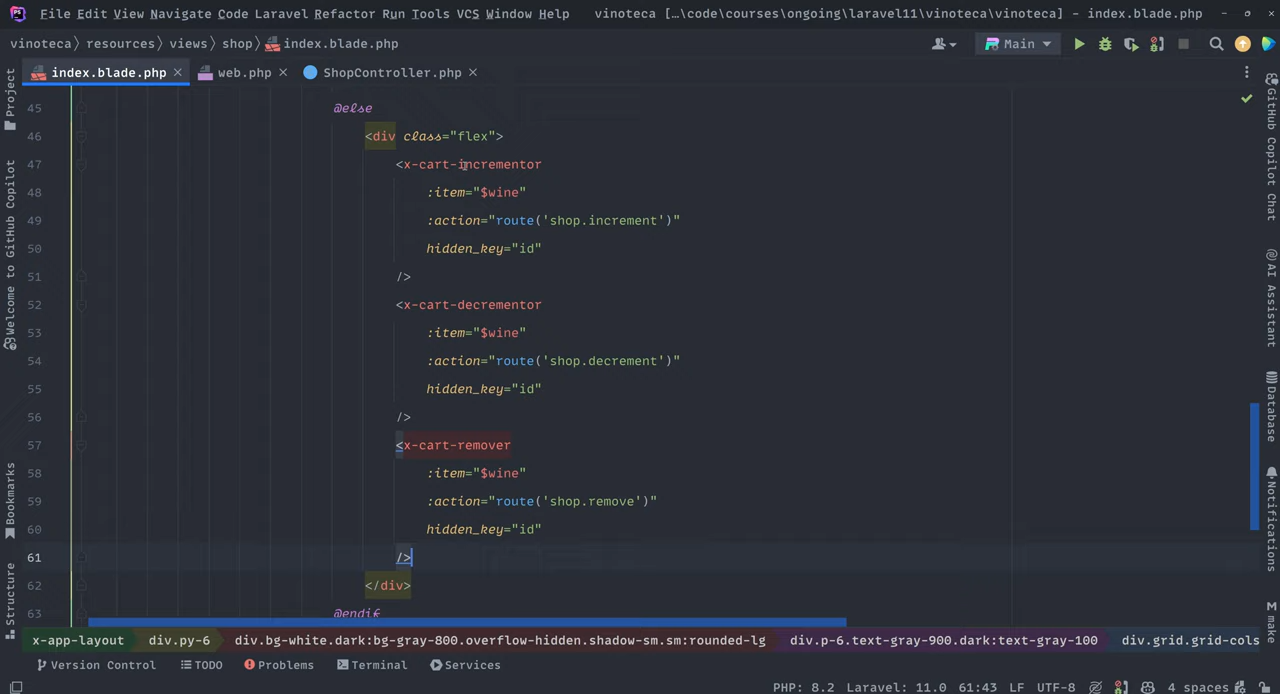 File Edit View Navigate Code Laravel Refactor Run Tools VCS Window Help vinoteca […\code\courses\ongoing\laravel11\vinoteca\vinoteca] - index.blade.php
vinoteca › resources › views › shop › index.blade.php Main
index.blade.php web.php ShopController.php
Project
Welcome to GitHub Copilot
Bookmarks
Structure
45 @else
46 <div class="flex">
47 <x-cart-incrementor
48 :item="$wine"
49 :action="route('shop.increment')"
50 hidden_key="id"
51 />
52 <x-cart-decrementor
53 :item="$wine"
54 :action="route('shop.decrement')"
55 hidden_key="id"
56 />
57 <x-cart-remover
58 :item="$wine"
59 :action="route('shop.remove')"
60 hidden_key="id"
61 />
62 </div>
63 @endif
GitHub Copilot Chat
AI Assistant
Database
Notifications
M make
x-app-layout div.py-6 div.bg-white.dark:bg-gray-800.overflow-hidden.shadow-sm.sm:rounded-lg div.p-6.text-gray-900.dark:text-gray-100 div.grid.grid-cols
Version Control TODO Problems Terminal Services
PHP: 8.2 Laravel: 11.0 61:43 LF UTF-8 4 spaces